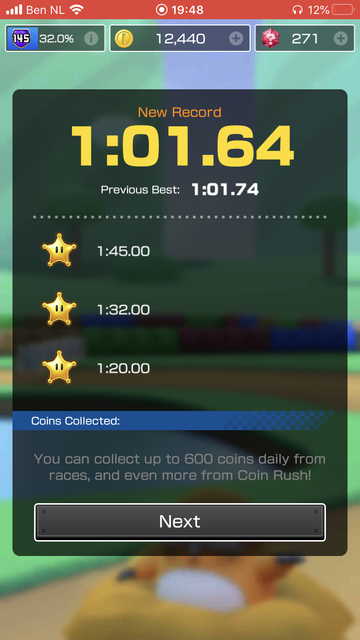 Ben NL 19:48 12%
145 32.0% i 12,440 + 271 +
New Record
1:01.64
Previous Best: 1:01.74
1:45.00
1:32.00
1:20.00
Coins Collected:
You can collect up to 600 coins daily from
races, and even more from Coin Rush!
Next